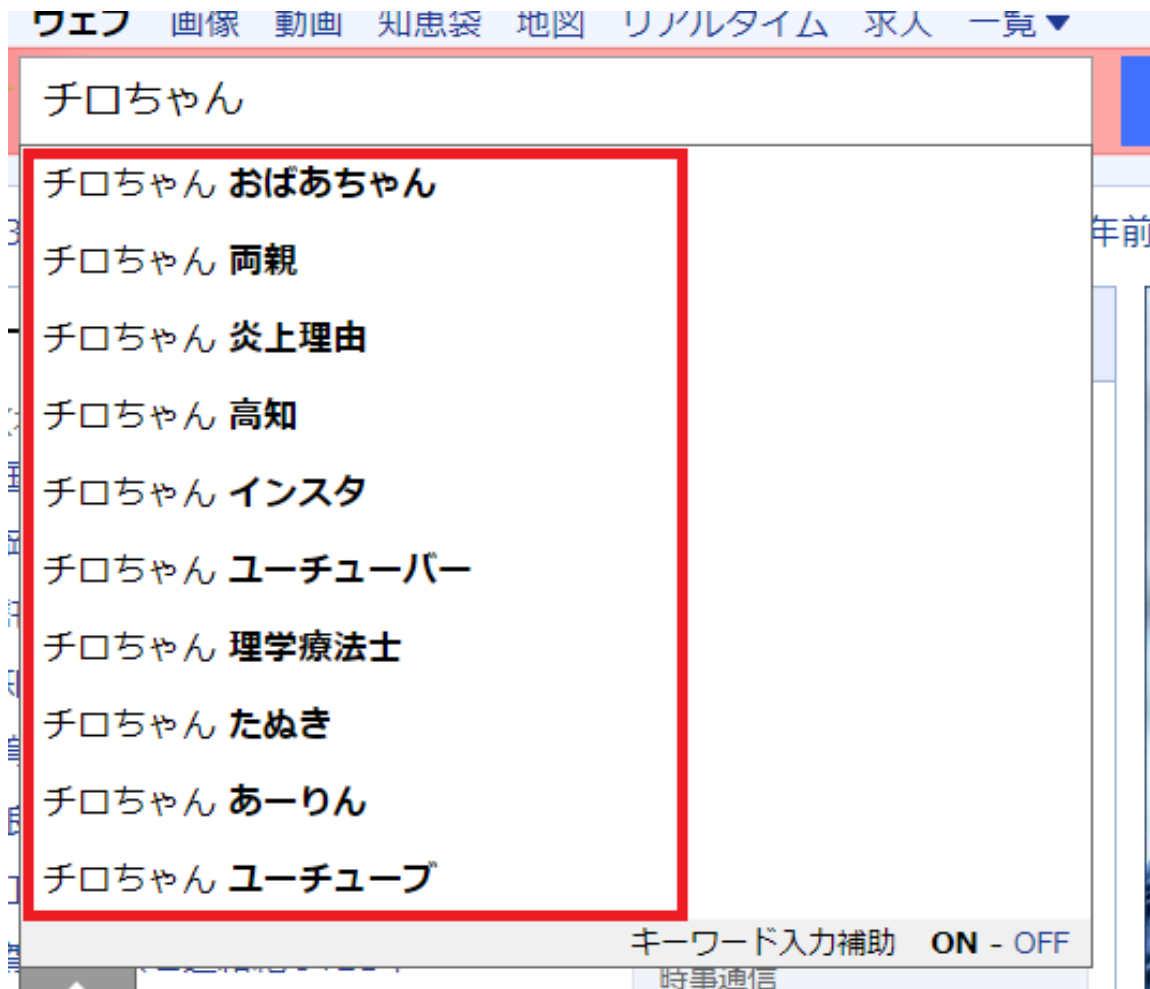 ウェブ 画像 動画 知恵袋 地図 リアルタイム 求人 一覧▼
チロちゃん
チロちゃん おばあちゃん
チロちゃん 両親
年前
チロちゃん 炎上理由
チロちゃん 高知
チロちゃん インスタ
チロちゃん ユーチューバー
チロちゃん 理学療法士
チロちゃん たぬき
チロちゃん あーりん
チロちゃん ユーチューブ
キーワード入力補助 ON - OFF
時事通信